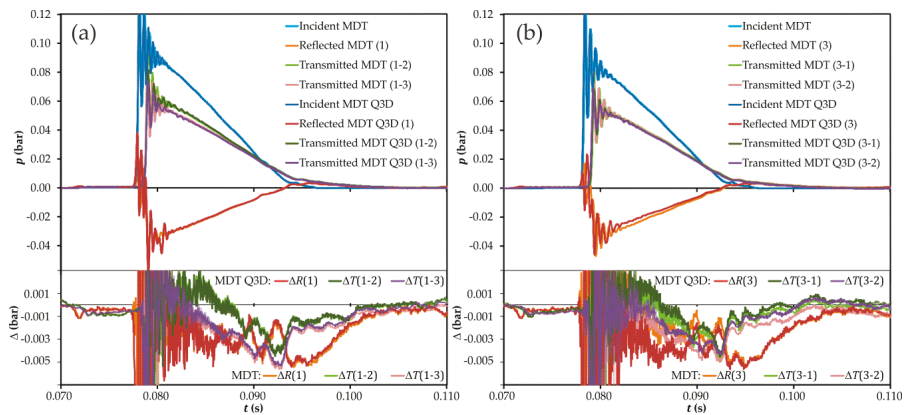 (a)
p (bar)
0.12
0.10
0.08
0.06
0.04
0.02
0.00
-0.02
-0.04
Incident MDT
Reflected MDT (1)
Transmitted MDT (1-2)
Transmitted MDT (1-3)
Incident MDT Q3D
Reflected MDT Q3D (1)
Transmitted MDT Q3D (1-2)
Transmitted MDT Q3D (1-3)
Δ (bar)
0.001
-0.001
-0.003
-0.005
MDT Q3D: ΔR(1) ΔT(1-2) ΔT(1-3)
MDT: ΔR(1) ΔT(1-2) ΔT(1-3)
0.070 0.080 0.090 0.100 0.110
t (s)
(b)
p (bar)
0.12
0.10
0.08
0.06
0.04
0.02
0.00
-0.02
-0.04
Incident MDT
Reflected MDT (3)
Transmitted MDT (3-1)
Transmitted MDT (3-2)
Incident MDT Q3D
Reflected MDT Q3D (3)
Transmitted MDT Q3D (3-1)
Transmitted MDT Q3D (3-2)
Δ (bar)
0.001
-0.001
-0.003
-0.005
MDT Q3D: ΔR(3) ΔT(3-1) ΔT(3-2)
MDT: ΔR(3) ΔT(3-1) ΔT(3-2)
0.070 0.080 0.090 0.100 0.110
t (s)